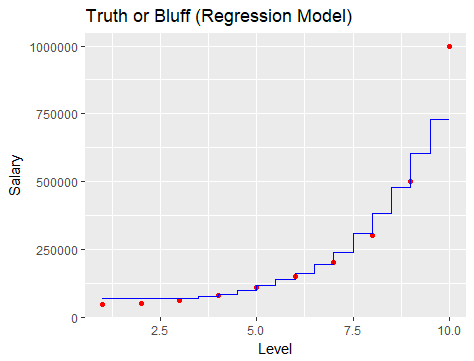 Truth or Bluff (Regression Model)
1000000
750000
500000
250000
0
Salary
2.5 5.0 7.5 10.0
Level